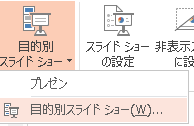 目的別
スライド ショー
スライド ショー
の設定
非表示ス
に設
プレゼン
目的別スライド ショー(W)...